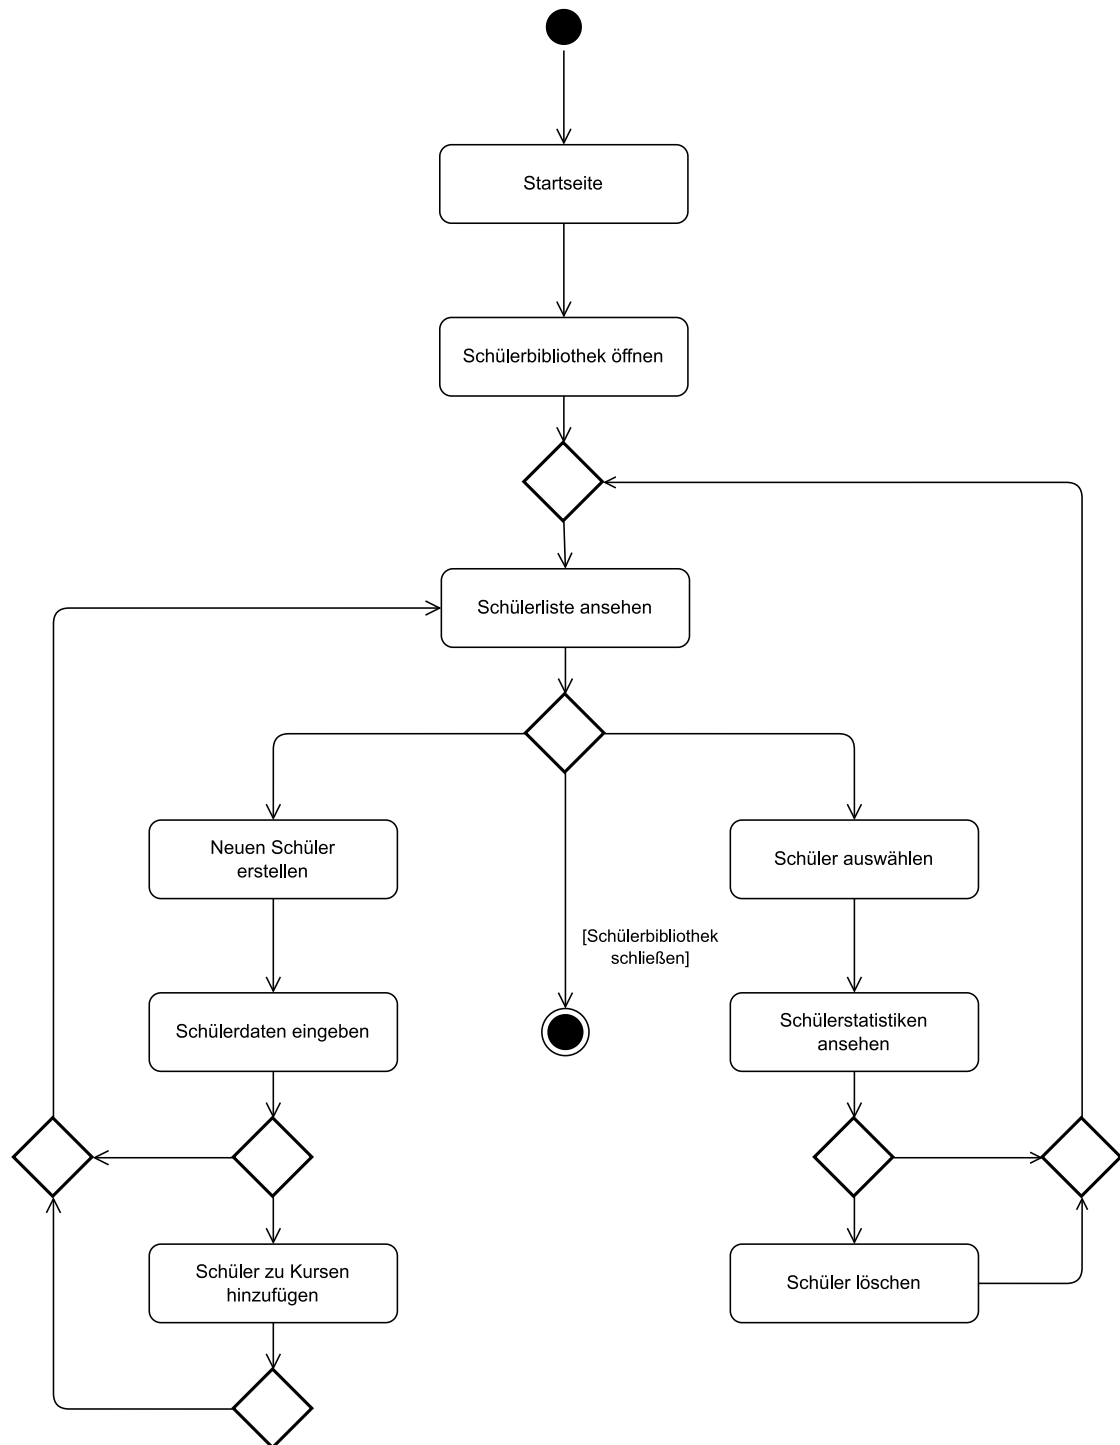 Startseite
Schülerbibliothek öffnen
Schülerliste ansehen
Neuen Schüler
erstellen
Schüler auswählen
[Schülerbibliothek
schließen]
Schülerdaten eingeben
Schülerstatistiken
ansehen
Schüler zu Kursen
hinzufügen
Schüler löschen